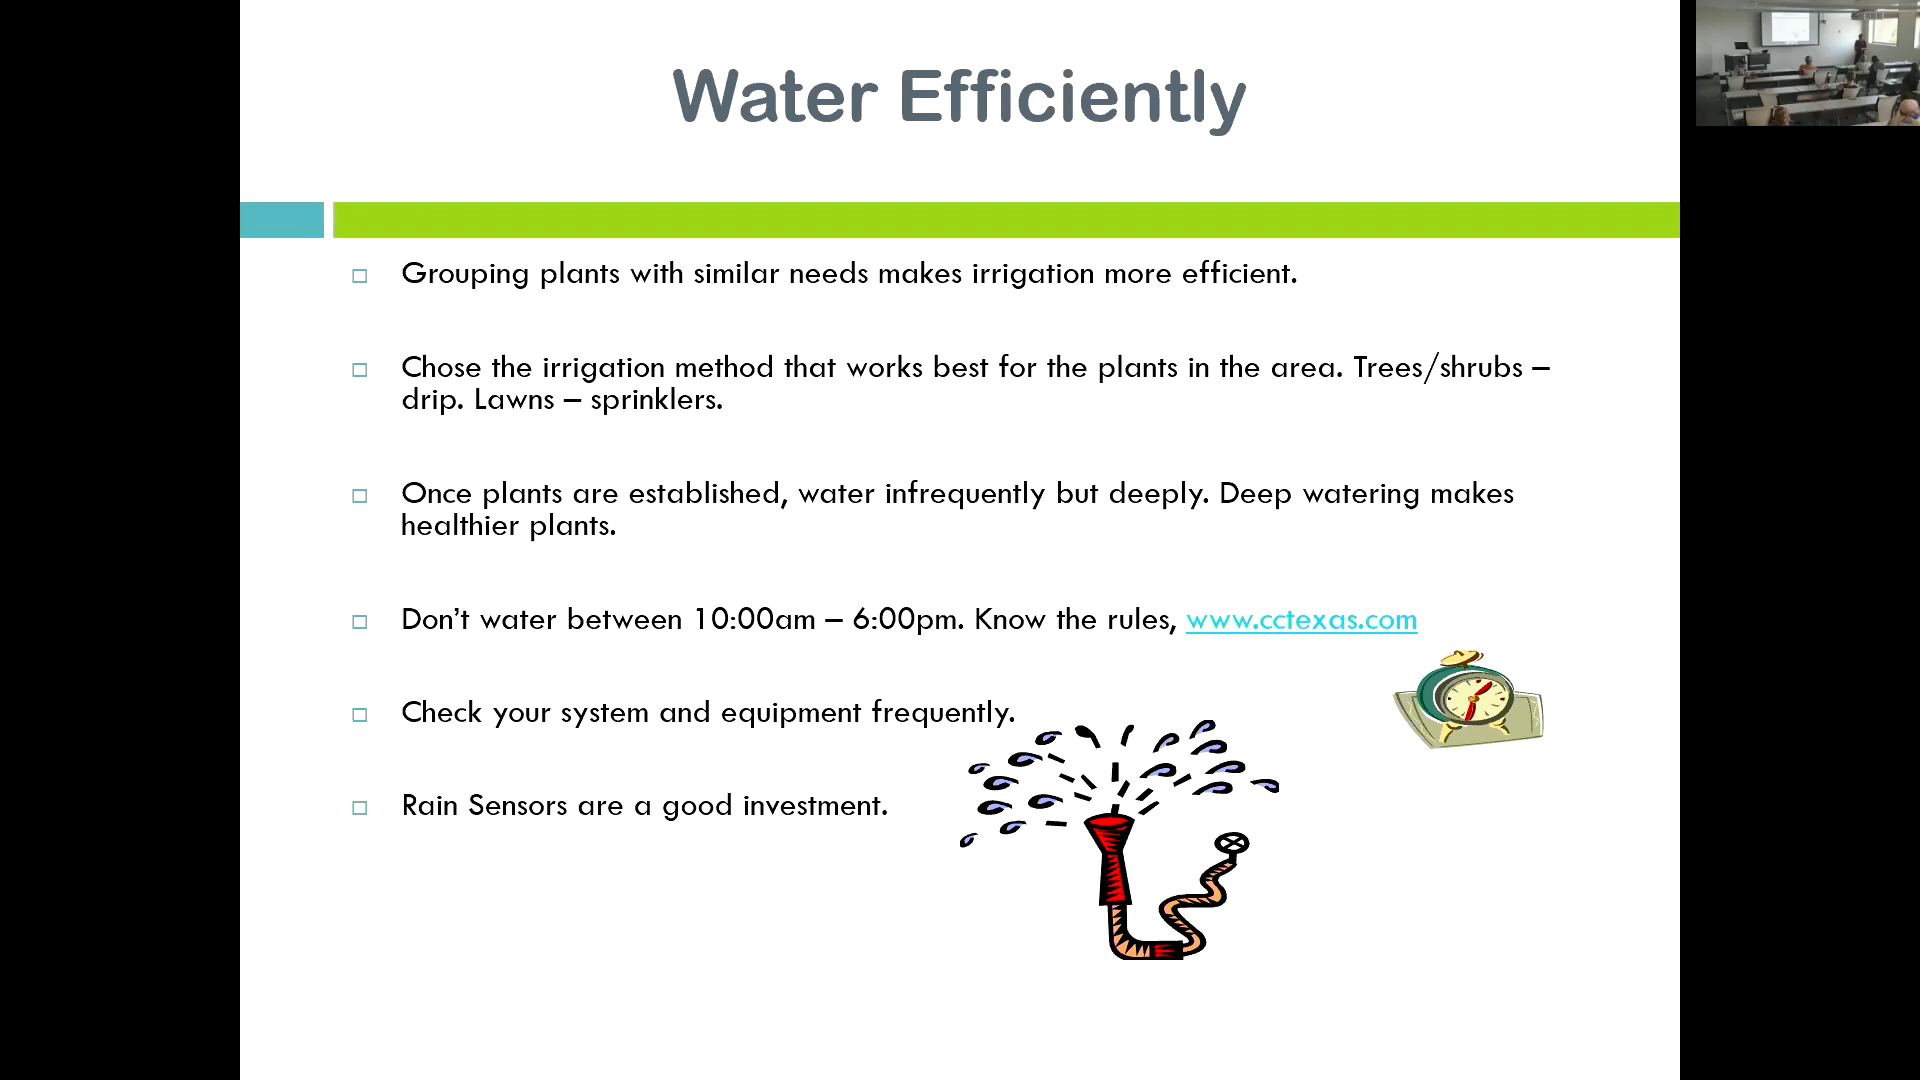 Water Efficiently
Grouping plants with similar needs makes irrigation more efficient.
Chose the irrigation method that works best for the plants in the area. Trees/shrubs –
drip. Lawns – sprinklers.
Once plants are established, water infrequently but deeply. Deep watering makes
healthier plants.
Don’t water between 10:00am – 6:00pm. Know the rules, www.cctexas.com
Check your system and equipment frequently.
Rain Sensors are a good investment.